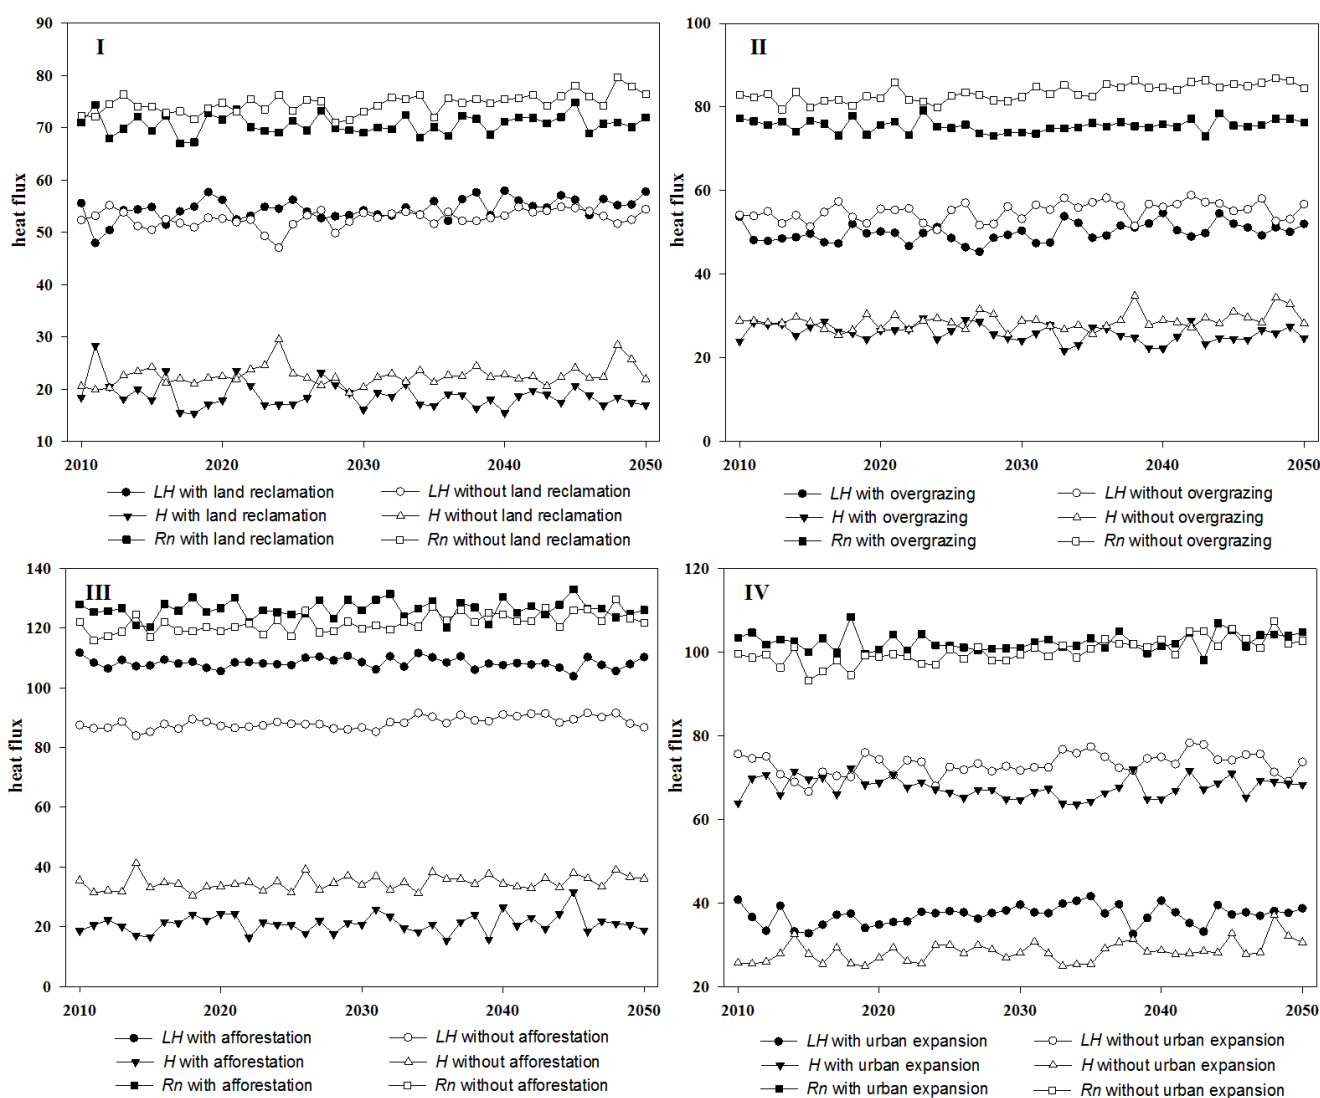 I
90
80
70
60
50
40
30
20
10
heat flux
2010 2020 2030 2040 2050
LH with land reclamation LH without land reclamation
H with land reclamation H without land reclamation
Rn with land reclamation Rn without land reclamation
II
100
80
60
40
20
0
heat flux
2010 2020 2030 2040 2050
LH with overgrazing LH without overgrazing
H with overgrazing H without overgrazing
Rn with overgrazing Rn without overgrazing
III
140
120
100
80
60
40
20
0
heat flux
2010 2020 2030 2040 2050
LH with afforestation LH without afforestation
H with afforestation H without afforestation
Rn with afforestation Rn without afforestation
IV
120
100
80
60
40
20
heat flux
2010 2020 2030 2040 2050
LH with urban expansion LH without urban expansion
H with urban expansion H without urban expansion
Rn with urban expansion Rn without urban expansion